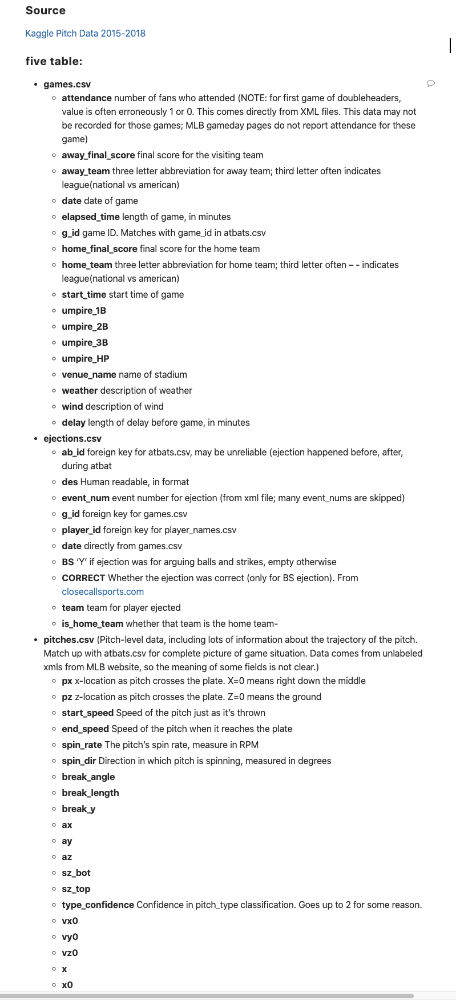 Source
Kaggle Pitch Data 2015-2018
five table:
• games.csv
◦ attendance number of fans who attended (NOTE: for first game of doubleheaders,
value is often erroneously 1 or 0. This comes directly from XML files. This data may not
be recorded for those games; MLB gameday pages do not report attendance for these
game)
◦ away_final_score final score for the visiting team
◦ away_team three letter abbreviation for away team; third letter often indicates
league(national vs american)
◦ date date of game
◦ elapsed_time length of game, in minutes
◦ g_id game ID. Matches with game_id in atbats.csv
◦ home_final_score final score for the home team
◦ home_team three letter abbreviation for home team; third letter often – - indicates
league(national vs american)
◦ start_time start time of game
◦ umpire_1B
◦ umpire_2B
◦ umpire_3B
◦ umpire_HP
◦ venue_name name of stadium
◦ weather description of weather
◦ wind description of wind
◦ delay length of delay before game, in minutes
• ejections.csv
◦ ab_id foreign key for atbats.csv, may be unreliable (ejection happened before, after,
during atbat
◦ des Human readable, in format
◦ event_num event number for ejection (from xml file; many event_nums are skipped)
◦ g_id foreign key for games.csv
◦ player_id foreign key for player_names.csv
◦ date directly from games.csv
◦ BS ‘Y’ if ejection was for arguing balls and strikes, empty otherwise
◦ CORRECT Whether the ejection was correct (only for BS ejection). From
closecallsports.com
◦ team team for player ejected
◦ is_home_team whether that team is the home team-
• pitches.csv (Pitch-level data, including lots of information about the trajectory of the pitch.
Match up with atbats.csv for complete picture of game situation. Data comes from unlabeled
xmls from MLB website, so the meaning of some fields is not clear.)
◦ px x-location as pitch crosses the plate. X=0 means right down the middle
◦ pz z-location as pitch crosses the plate. Z=0 means the ground
◦ start_speed Speed of the pitch just as it’s thrown
◦ end_speed Speed of the pitch when it reaches the plate
◦ spin_rate The pitch’s spin rate, measure in RPM
◦ spin_dir Direction in which pitch is spinning, measured in degrees
◦ break_angle
◦ break_length
◦ break_y
◦ ax
◦ ay
◦ az
◦ sz_bot
◦ sz_top
◦ type_confidence Confidence in pitch_type classification. Goes up to 2 for some reason.
◦ vx0
◦ vy0
◦ vz0
◦ x
◦ x0